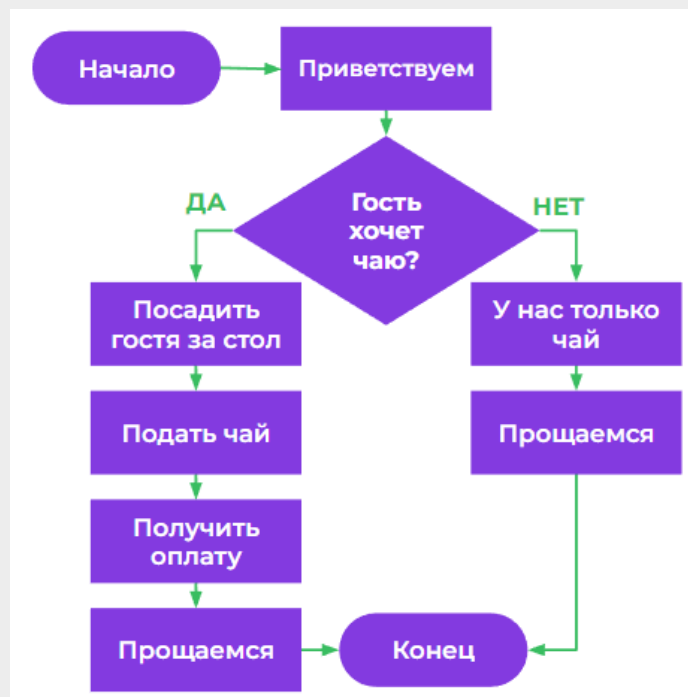 Начало
Приветствуем
Гость
хочет
чаю?
ДА
НЕТ
Посадить
гостя за стол
Подать чай
Получить
оплату
Прощаемся
У нас только
чай
Прощаемся
Конец